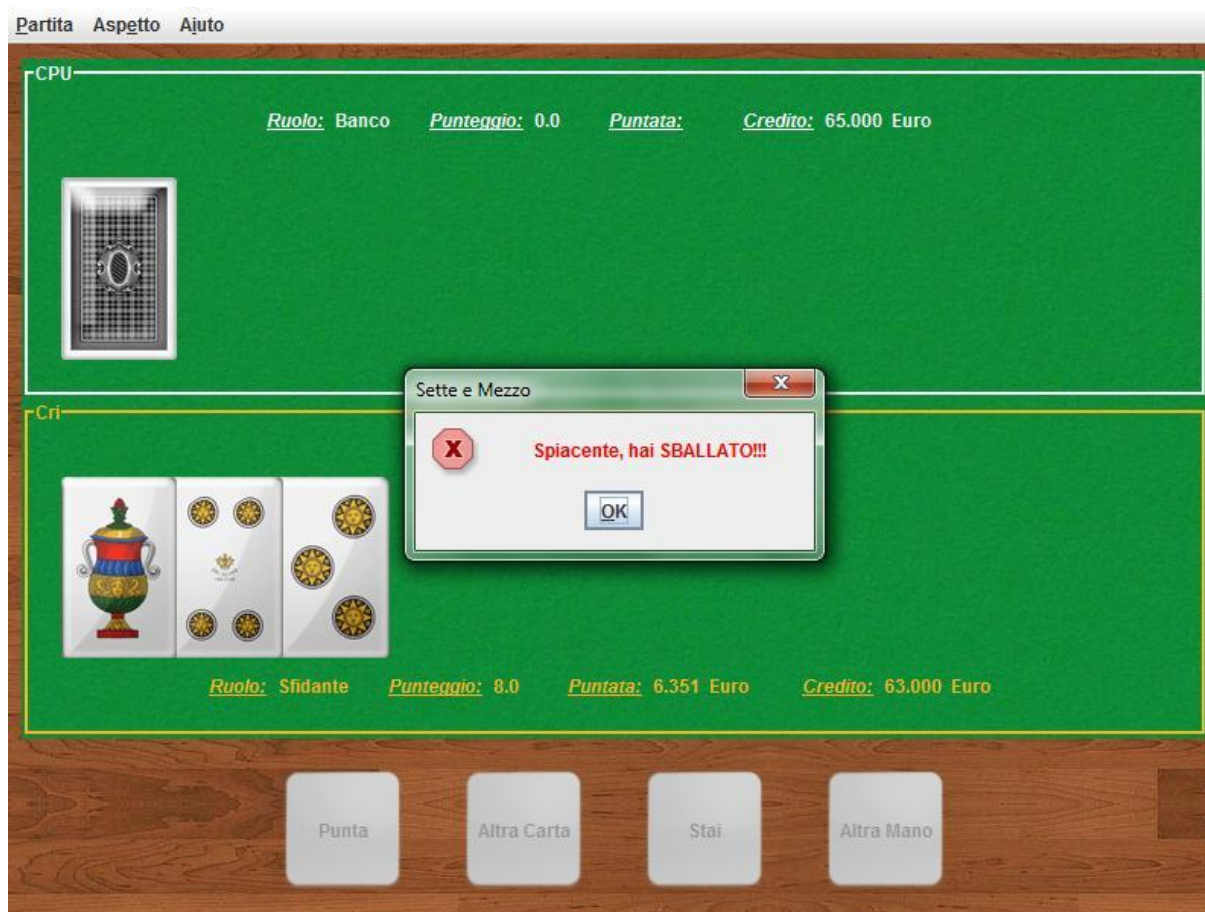 Partita Aspetto Aiuto
CPU
Ruolo: Banco Punteggio: 0.0 Puntata: Credito: 65.000 Euro
Sette e Mezzo
Cri
Spiacente, hai SBALLATO!!!
OK
Ruolo: Sfidante Punteggio: 8.0 Puntata: 6.351 Euro Credito: 63.000 Euro
Punta Altra Carta Stai Altra Mano